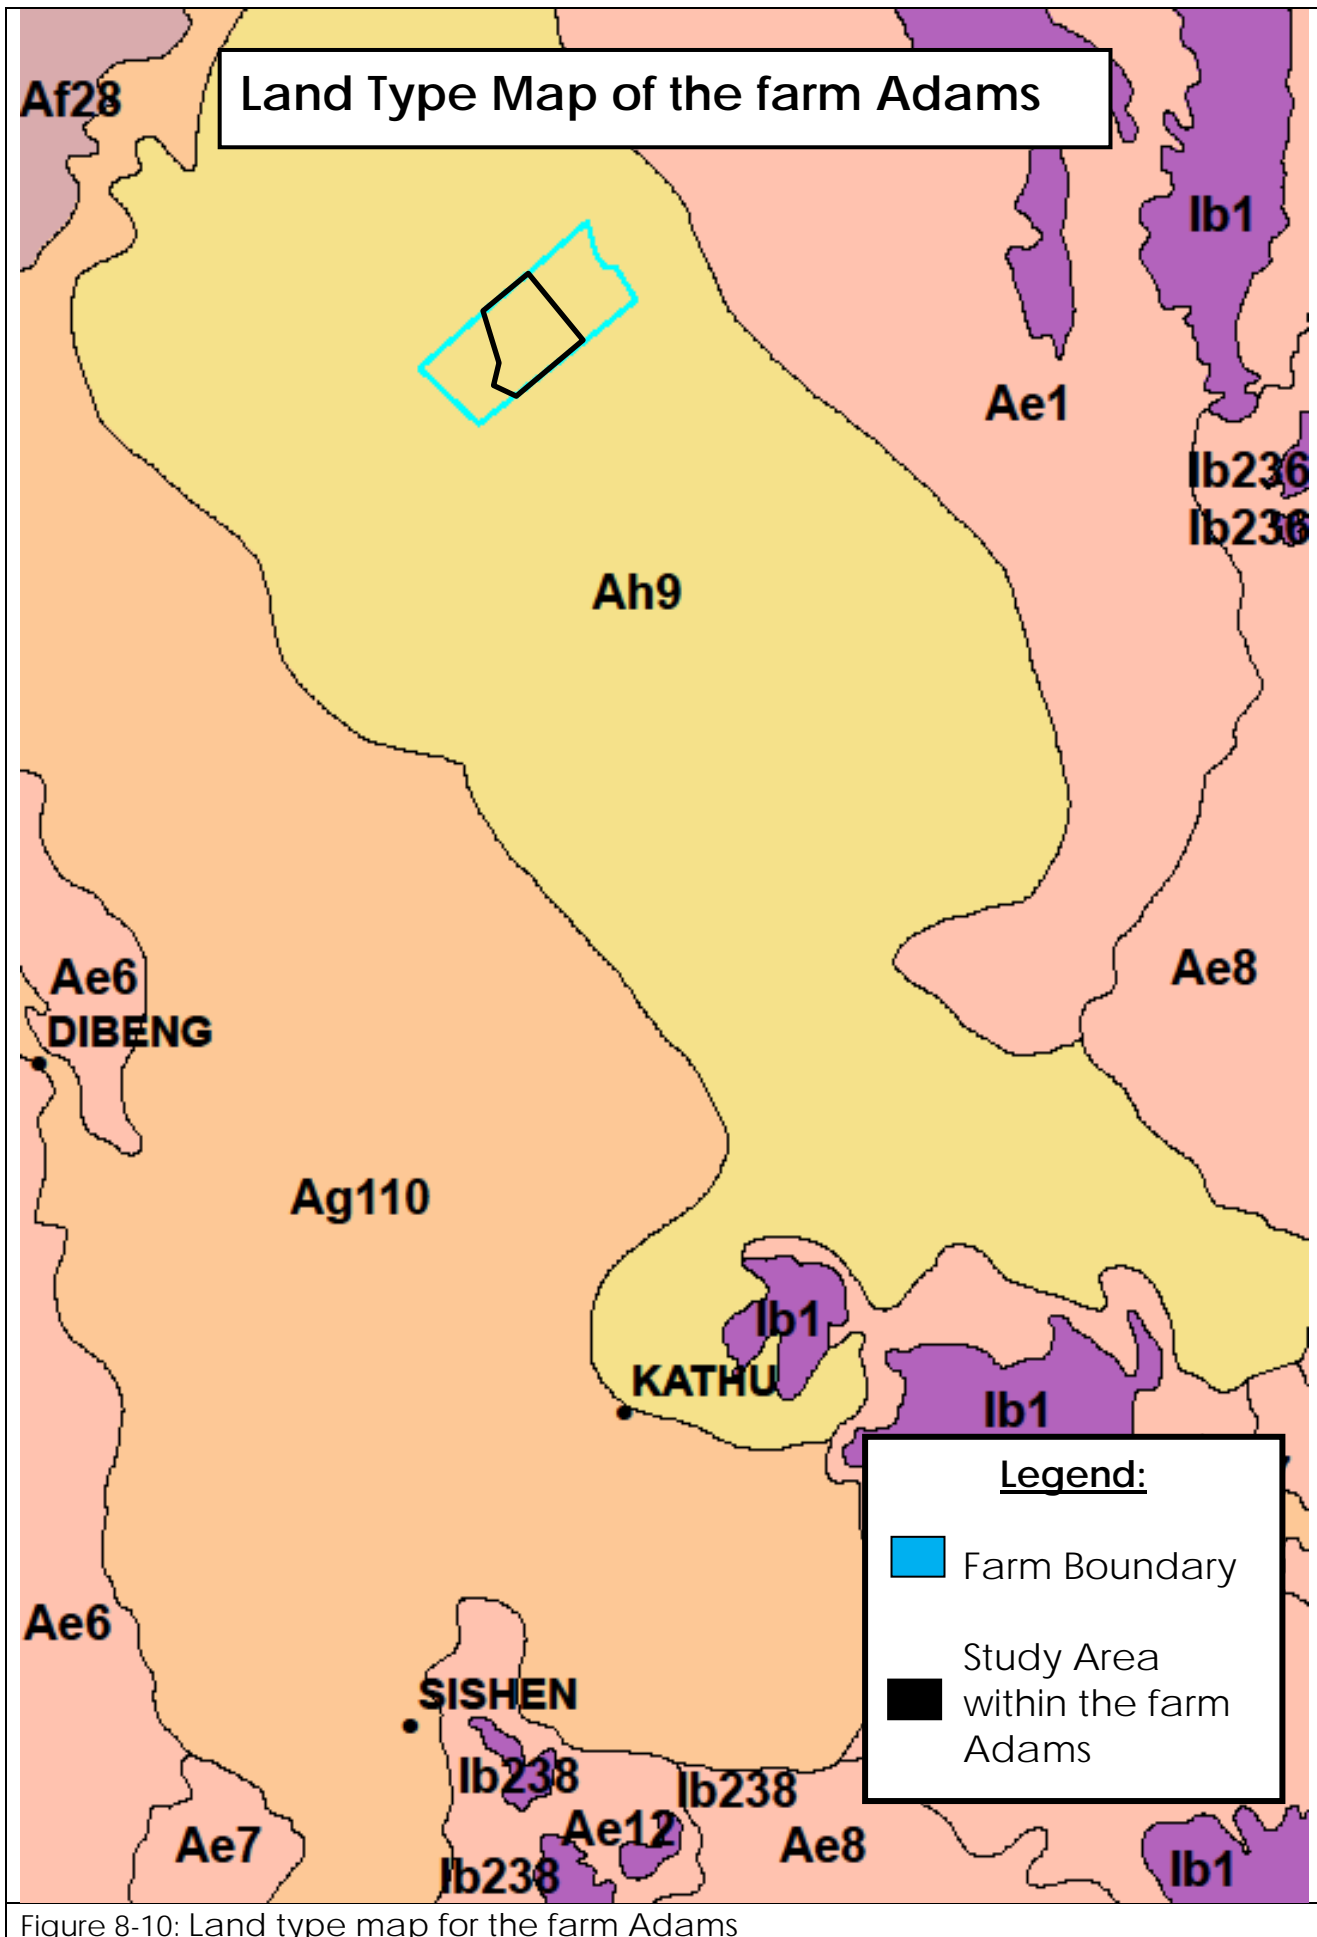 Land Type Map of the farm Adams
Af28
Ib1
Ae1
Ib236
Ib236
Ah9
Ae8
Ae6
DIBENG
Ag110
Ib1
KATHU
Ib1
Legend:
Farm Boundary
Study Area
within the farm
Adams
Ae6
SISHEN
Ib238
Ib238
Ae12
Ae7
Ae8
Ib238
Ib1
Figure 8-10: Land type map for the farm Adams